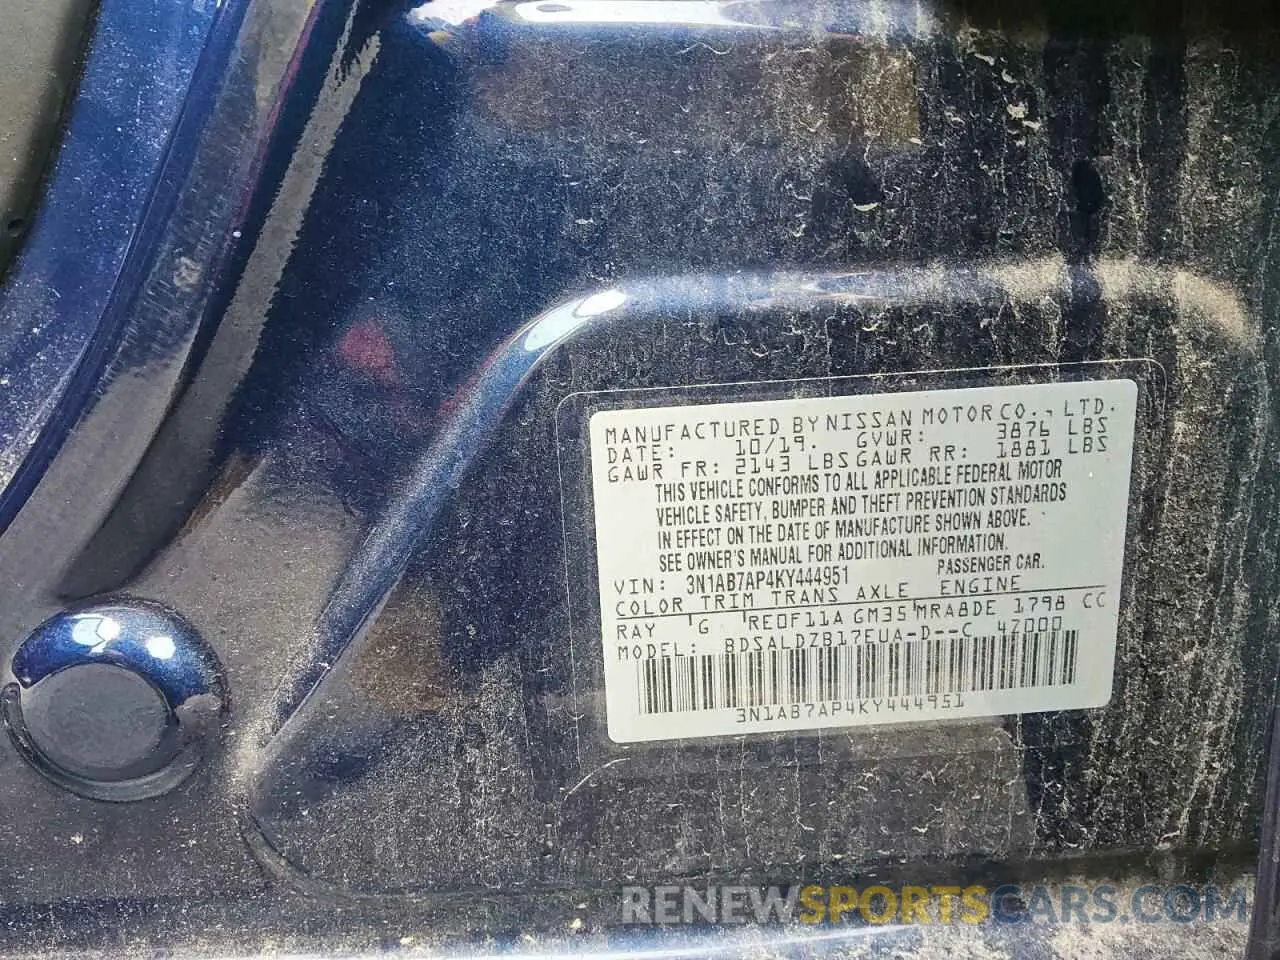 MANUFACTURED BY NISSAN MOTOR CO., LTD.
DATE: 10/19. GVWR: 3876 LBS
GAWR FR: 2143 LBS GAWR RR: 1881 LBS
THIS VEHICLE CONFORMS TO ALL APPLICABLE FEDERAL MOTOR
VEHICLE SAFETY, BUMPER AND THEFT PREVENTION STANDARDS
IN EFFECT ON THE DATE OF MANUFACTURE SHOWN ABOVE.
SEE OWNER'S MANUAL FOR ADDITIONAL INFORMATION.
VIN: 3N1AB7AP4KY444951 PASSENGER CAR.
COLOR TRIM TRANS AXLE ENGINE
RAY G RE0F11A GM35 MRA8DE 1798 CC
MODEL: BDSALDZB17EUA-D--C 4Z000
3N1AB7AP4KY444951
RENEWSPORTSCARS.COM